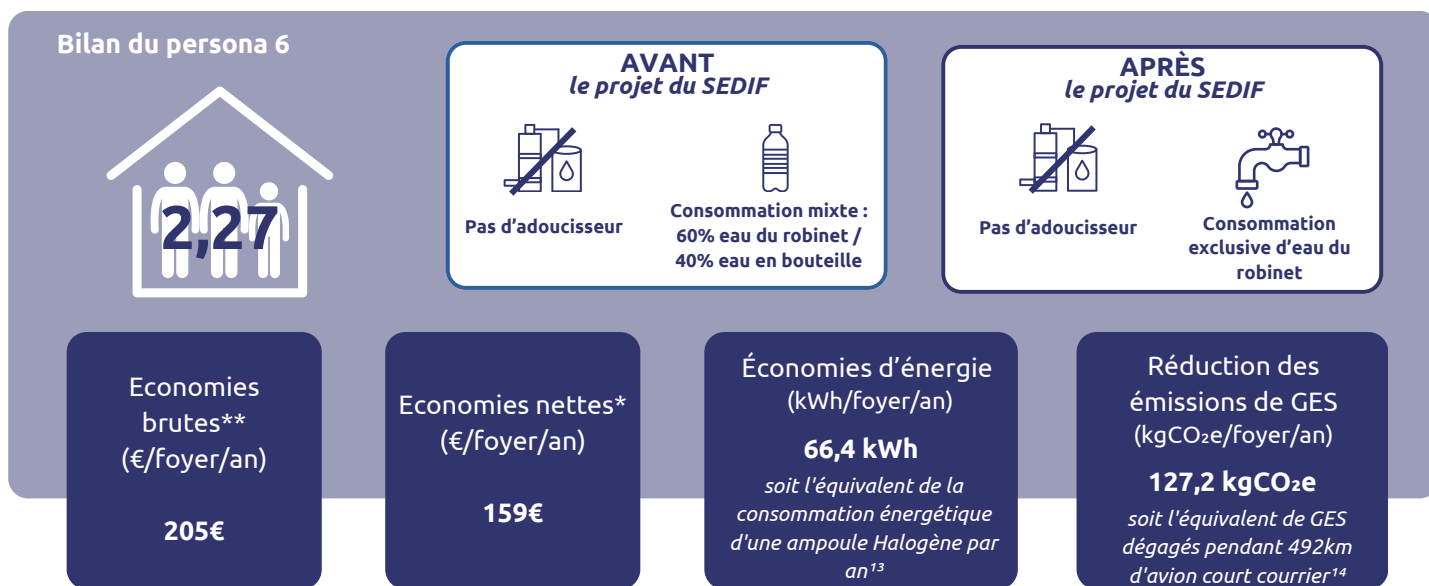 Bilan du persona 6
2,27
AVANT
le projet du SEDIF
Pas d'adoucisseur
Consommation mixte :
60% eau du robinet /
40% eau en bouteille
APRÈS
le projet du SEDIF
Pas d'adoucisseur
Consommation
exclusive d'eau du
robinet
Economies
brutes**
(€/foyer/an)
205€
Economies nettes*
(€/foyer/an)
159€
Économies d'énergie
(kWh/foyer/an)
66,4 kWh
soit l'équivalent de la
consommation énergétique
d'une ampoule Halogène par
an¹³
Réduction des
émissions de GES
(kgCO₂e/foyer/an)
127,2 kgCO₂e
soit l'équivalent de GES
dégagés pendant 492km
d'avion court courrier¹⁴